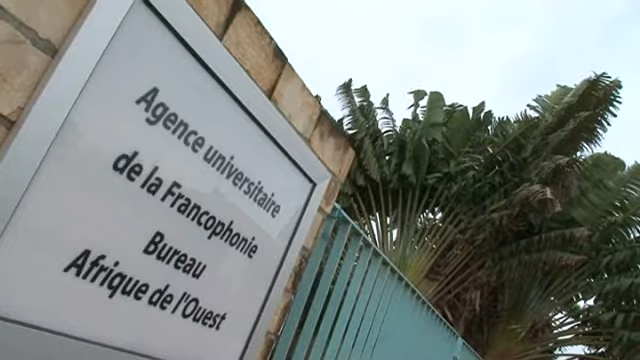 Agence universitaire
de la Francophonie
Bureau
Afrique de l'Ouest